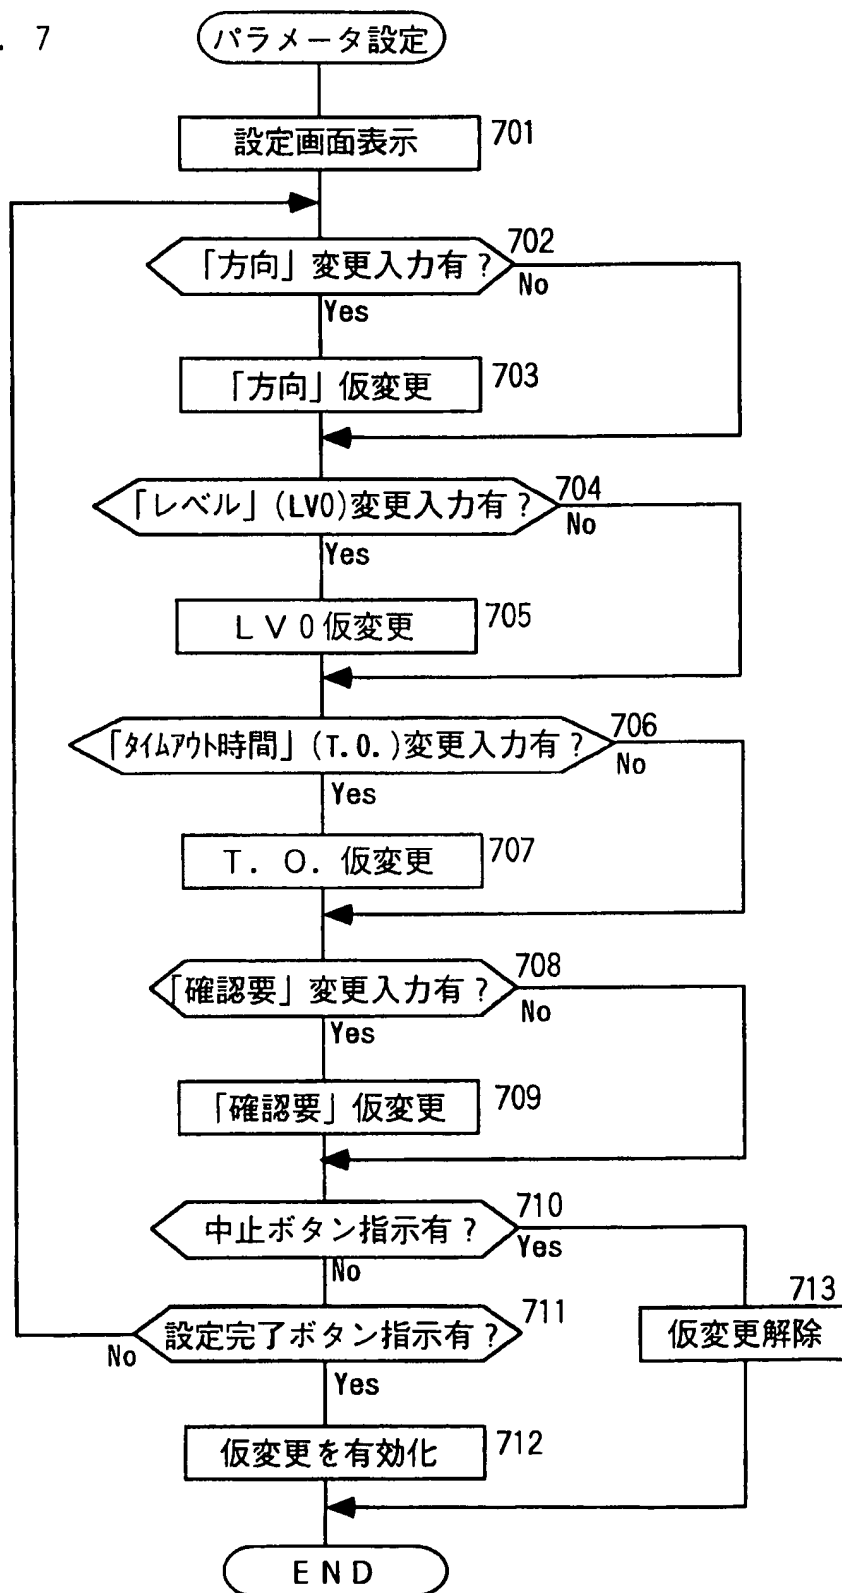 . 7
パラメータ設定
設定画面表示 701
「方向」変更入力有? 702
No
Yes
「方向」仮変更 703
「レベル」(LV0)変更入力有? 704
No
Yes
LV0仮変更 705
「タイムアウト時間」(T.O.)変更入力有? 706
No
Yes
T.O.仮変更 707
「確認要」変更入力有? 708
No
Yes
「確認要」仮変更 709
中止ボタン指示有? 710
Yes
No
713
仮変更解除
設定完了ボタン指示有? 711
No
Yes
仮変更を有効化 712
END